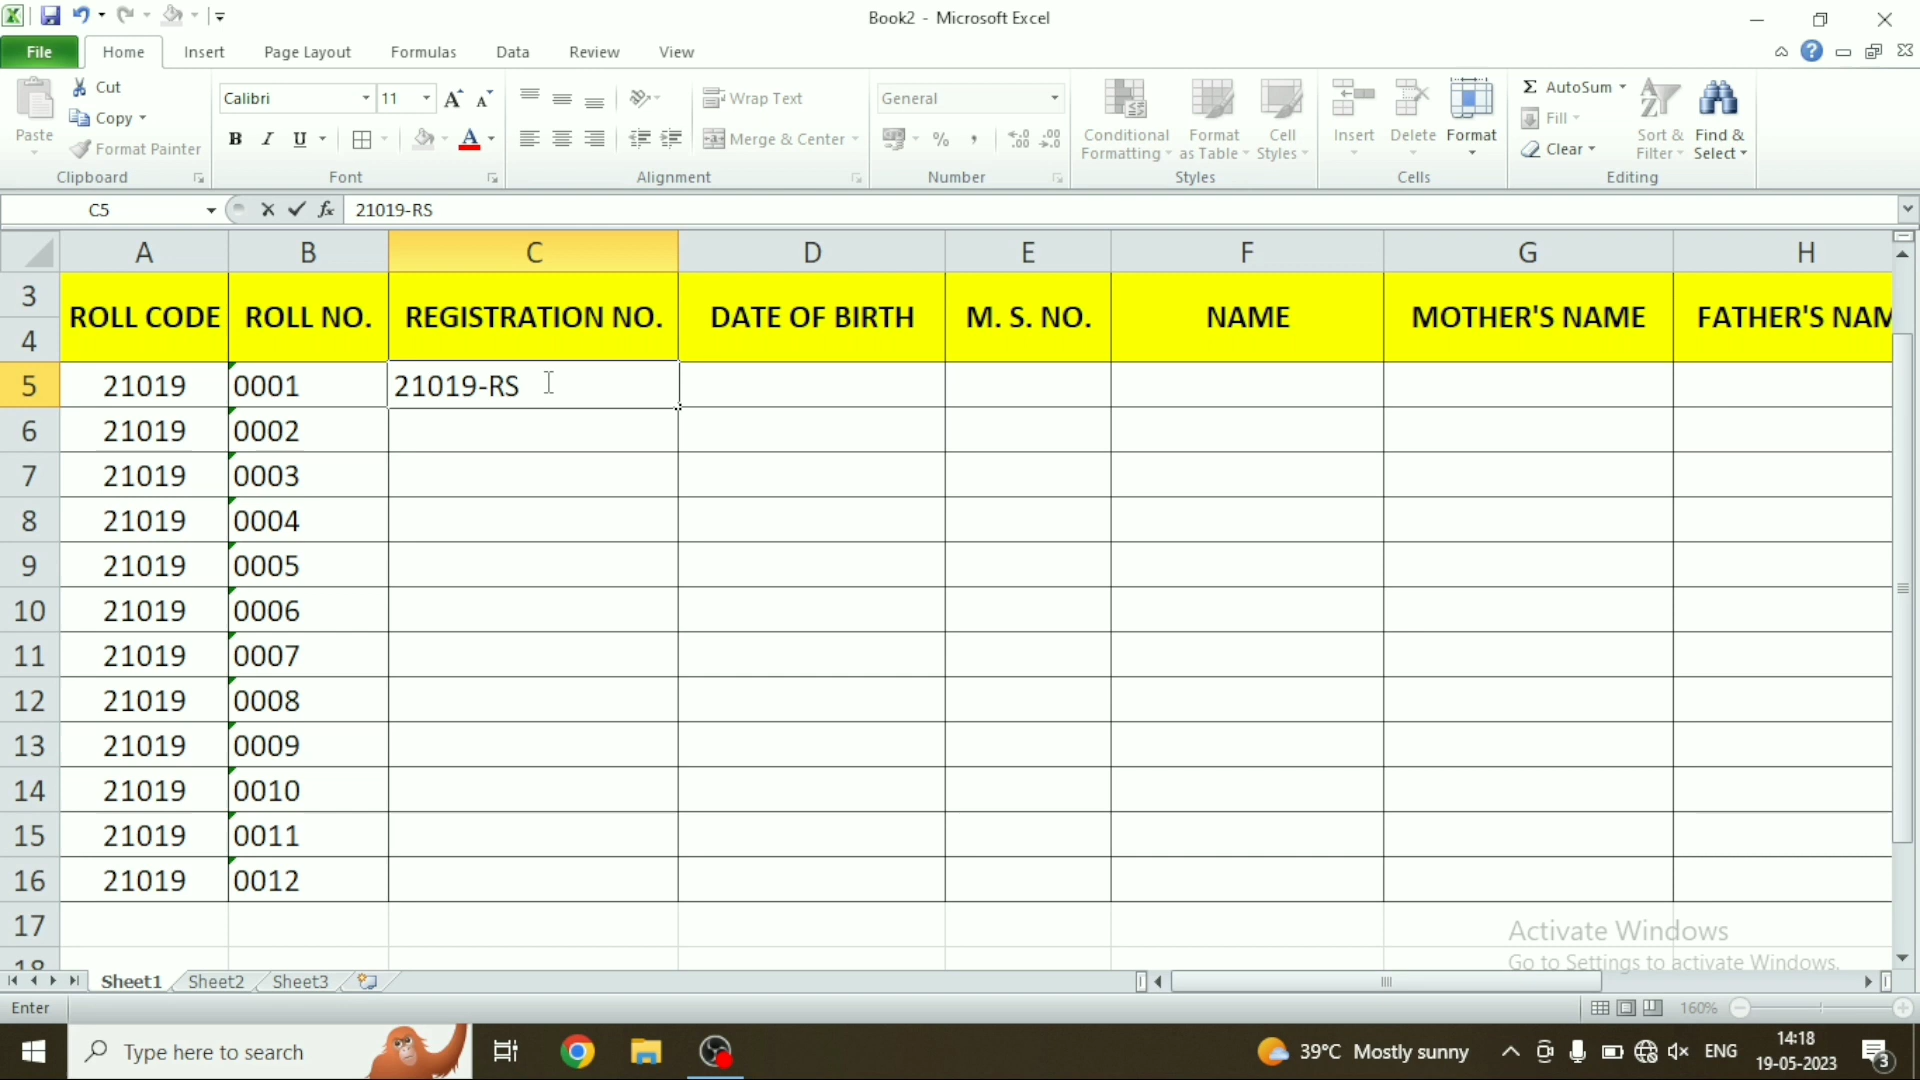 Book2 - Microsoft Excel
File Home Insert Page Layout Formulas Data Review View
Paste
Cut
Copy
Format Painter
Clipboard
Calibri 11
B I U A
Font
Wrap Text
Merge & Center
Alignment
General
%
Number
Conditional Formatting
Format as Table
Cell Styles
Styles
Insert Delete Format
Cells
Σ AutoSum
Fill
Clear
Sort & Filter
Find & Select
Editing
C5 fx 21019-RS
A B C D E F G H
3
4
ROLL CODE ROLL NO. REGISTRATION NO. DATE OF BIRTH M. S. NO. NAME MOTHER'S NAME FATHER'S NAM
5 21019 0001 21019-RS
6 21019 0002
7 21019 0003
8 21019 0004
9 21019 0005
10 21019 0006
11 21019 0007
12 21019 0008
13 21019 0009
14 21019 0010
15 21019 0011
16 21019 0012
17
18
Activate Windows
Go to Settings to activate Windows.
Sheet1 Sheet2 Sheet3
Enter 160%
Type here to search
39°C Mostly sunny
ENG
14:18
19-05-2023
3